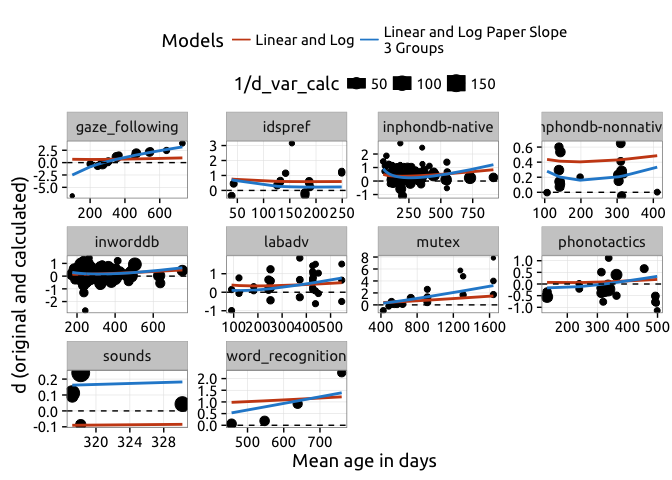 Models Linear and Log Linear and Log Paper Slope
3 Groups
1/d_var_calc 50 100 150
gaze_following idspref inphondb-native nphondb-nonnativ
2.5
0.0
-2.5
-5.0
200 400 600
3
2
1
0
50 100 150 200 250
2
1
0
-1
250 500 750
0.6
0.4
0.2
0.0
100 200 300 400
inworddb labadv mutex phonotactics
1
0
-1
-2
200 400 600
1
0
-1
100 200 300 400 500
8
6
4
2
0
400 800 1200 1600
1.0
0.5
0.0
-0.5
-1.0
200 300 400 500
sounds word_recognition
0.2
0.1
0.0
-0.1
320 324 328
2.0
1.5
1.0
0.5
0.0
500 600 700
d (original and calculated)
Mean age in days